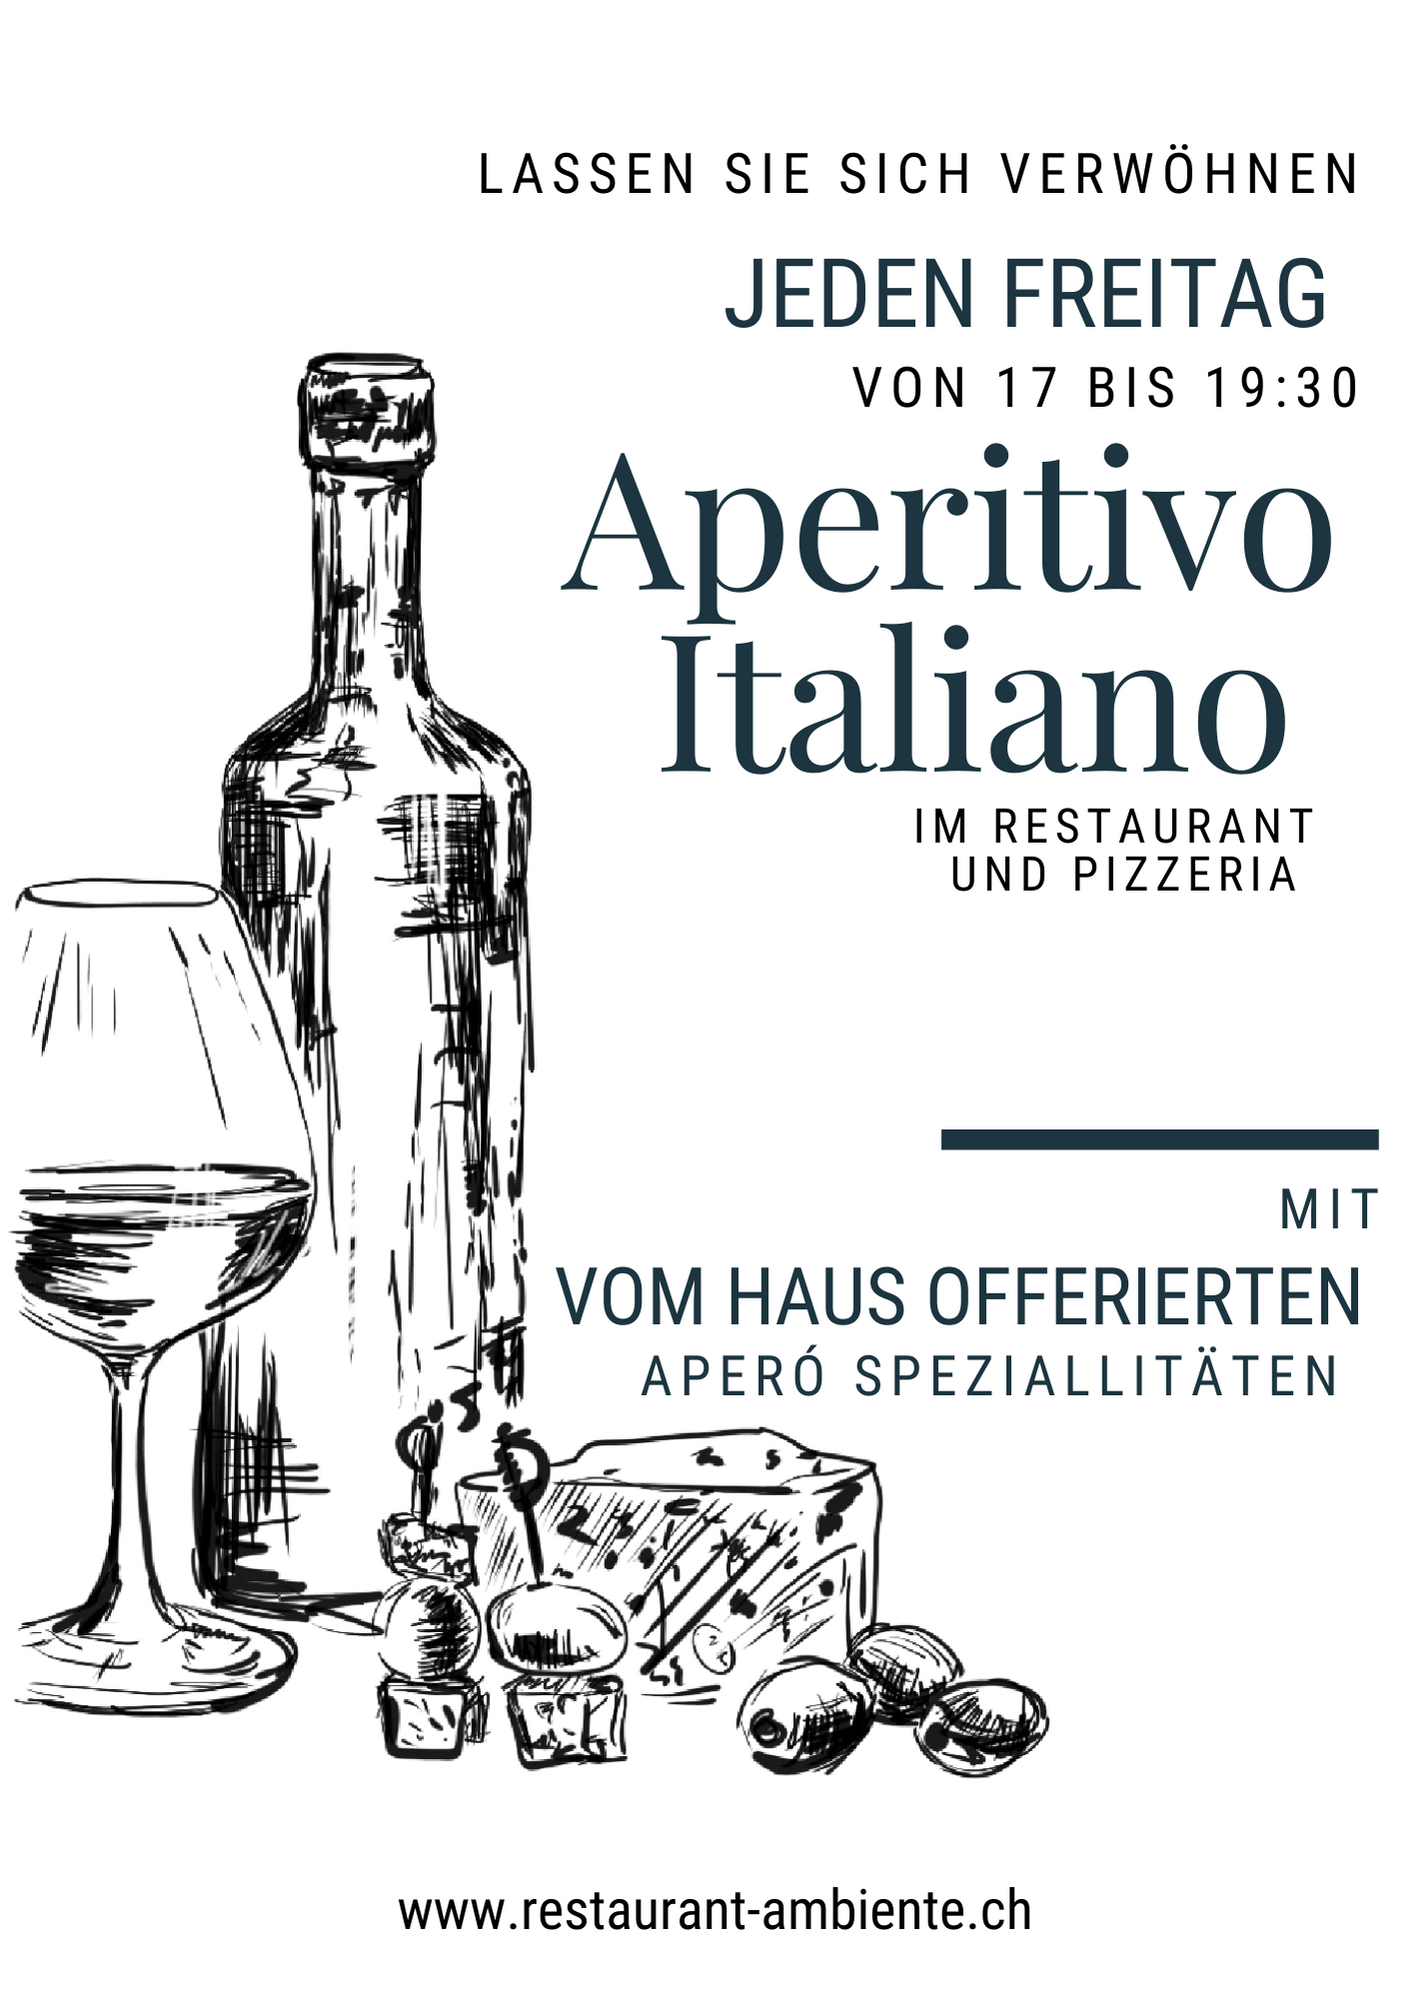 LASSEN SIE SICH VERWÖHNEN
JEDEN FREITAG
VON 17 BIS 19:30
Aperitivo
Italiano
IM RESTAURANT
UND PIZZERIA
MIT
VOM HAUS OFFERIERTEN
APERÓ SPEZIALLITÄTEN
www.restaurant-ambiente.ch